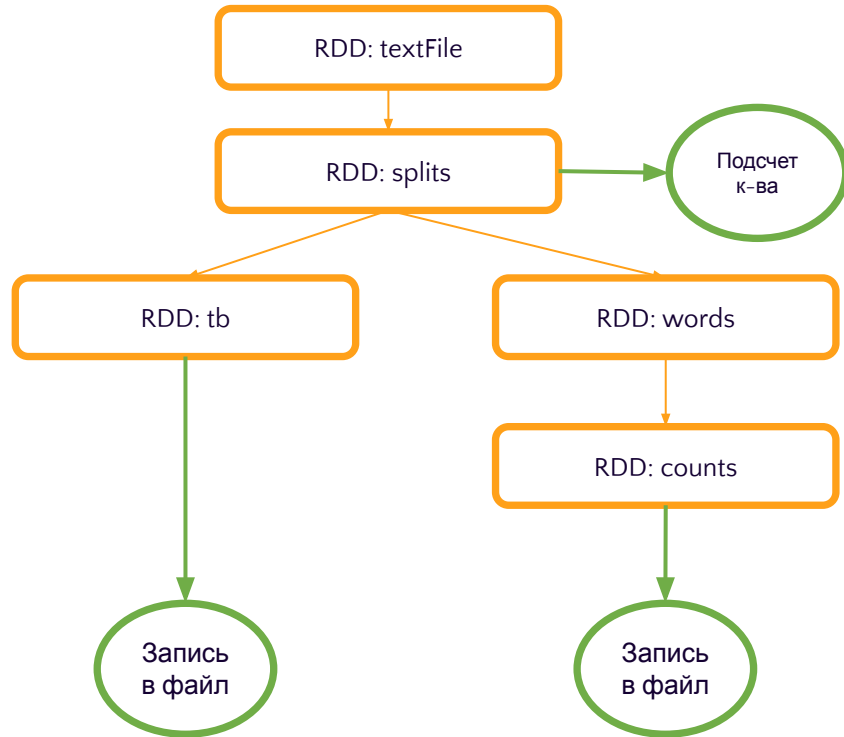 RDD: textFile
RDD: splits
Подсчет
к-ва
RDD: tb
RDD: words
RDD: counts
Запись
в файл
Запись
в файл